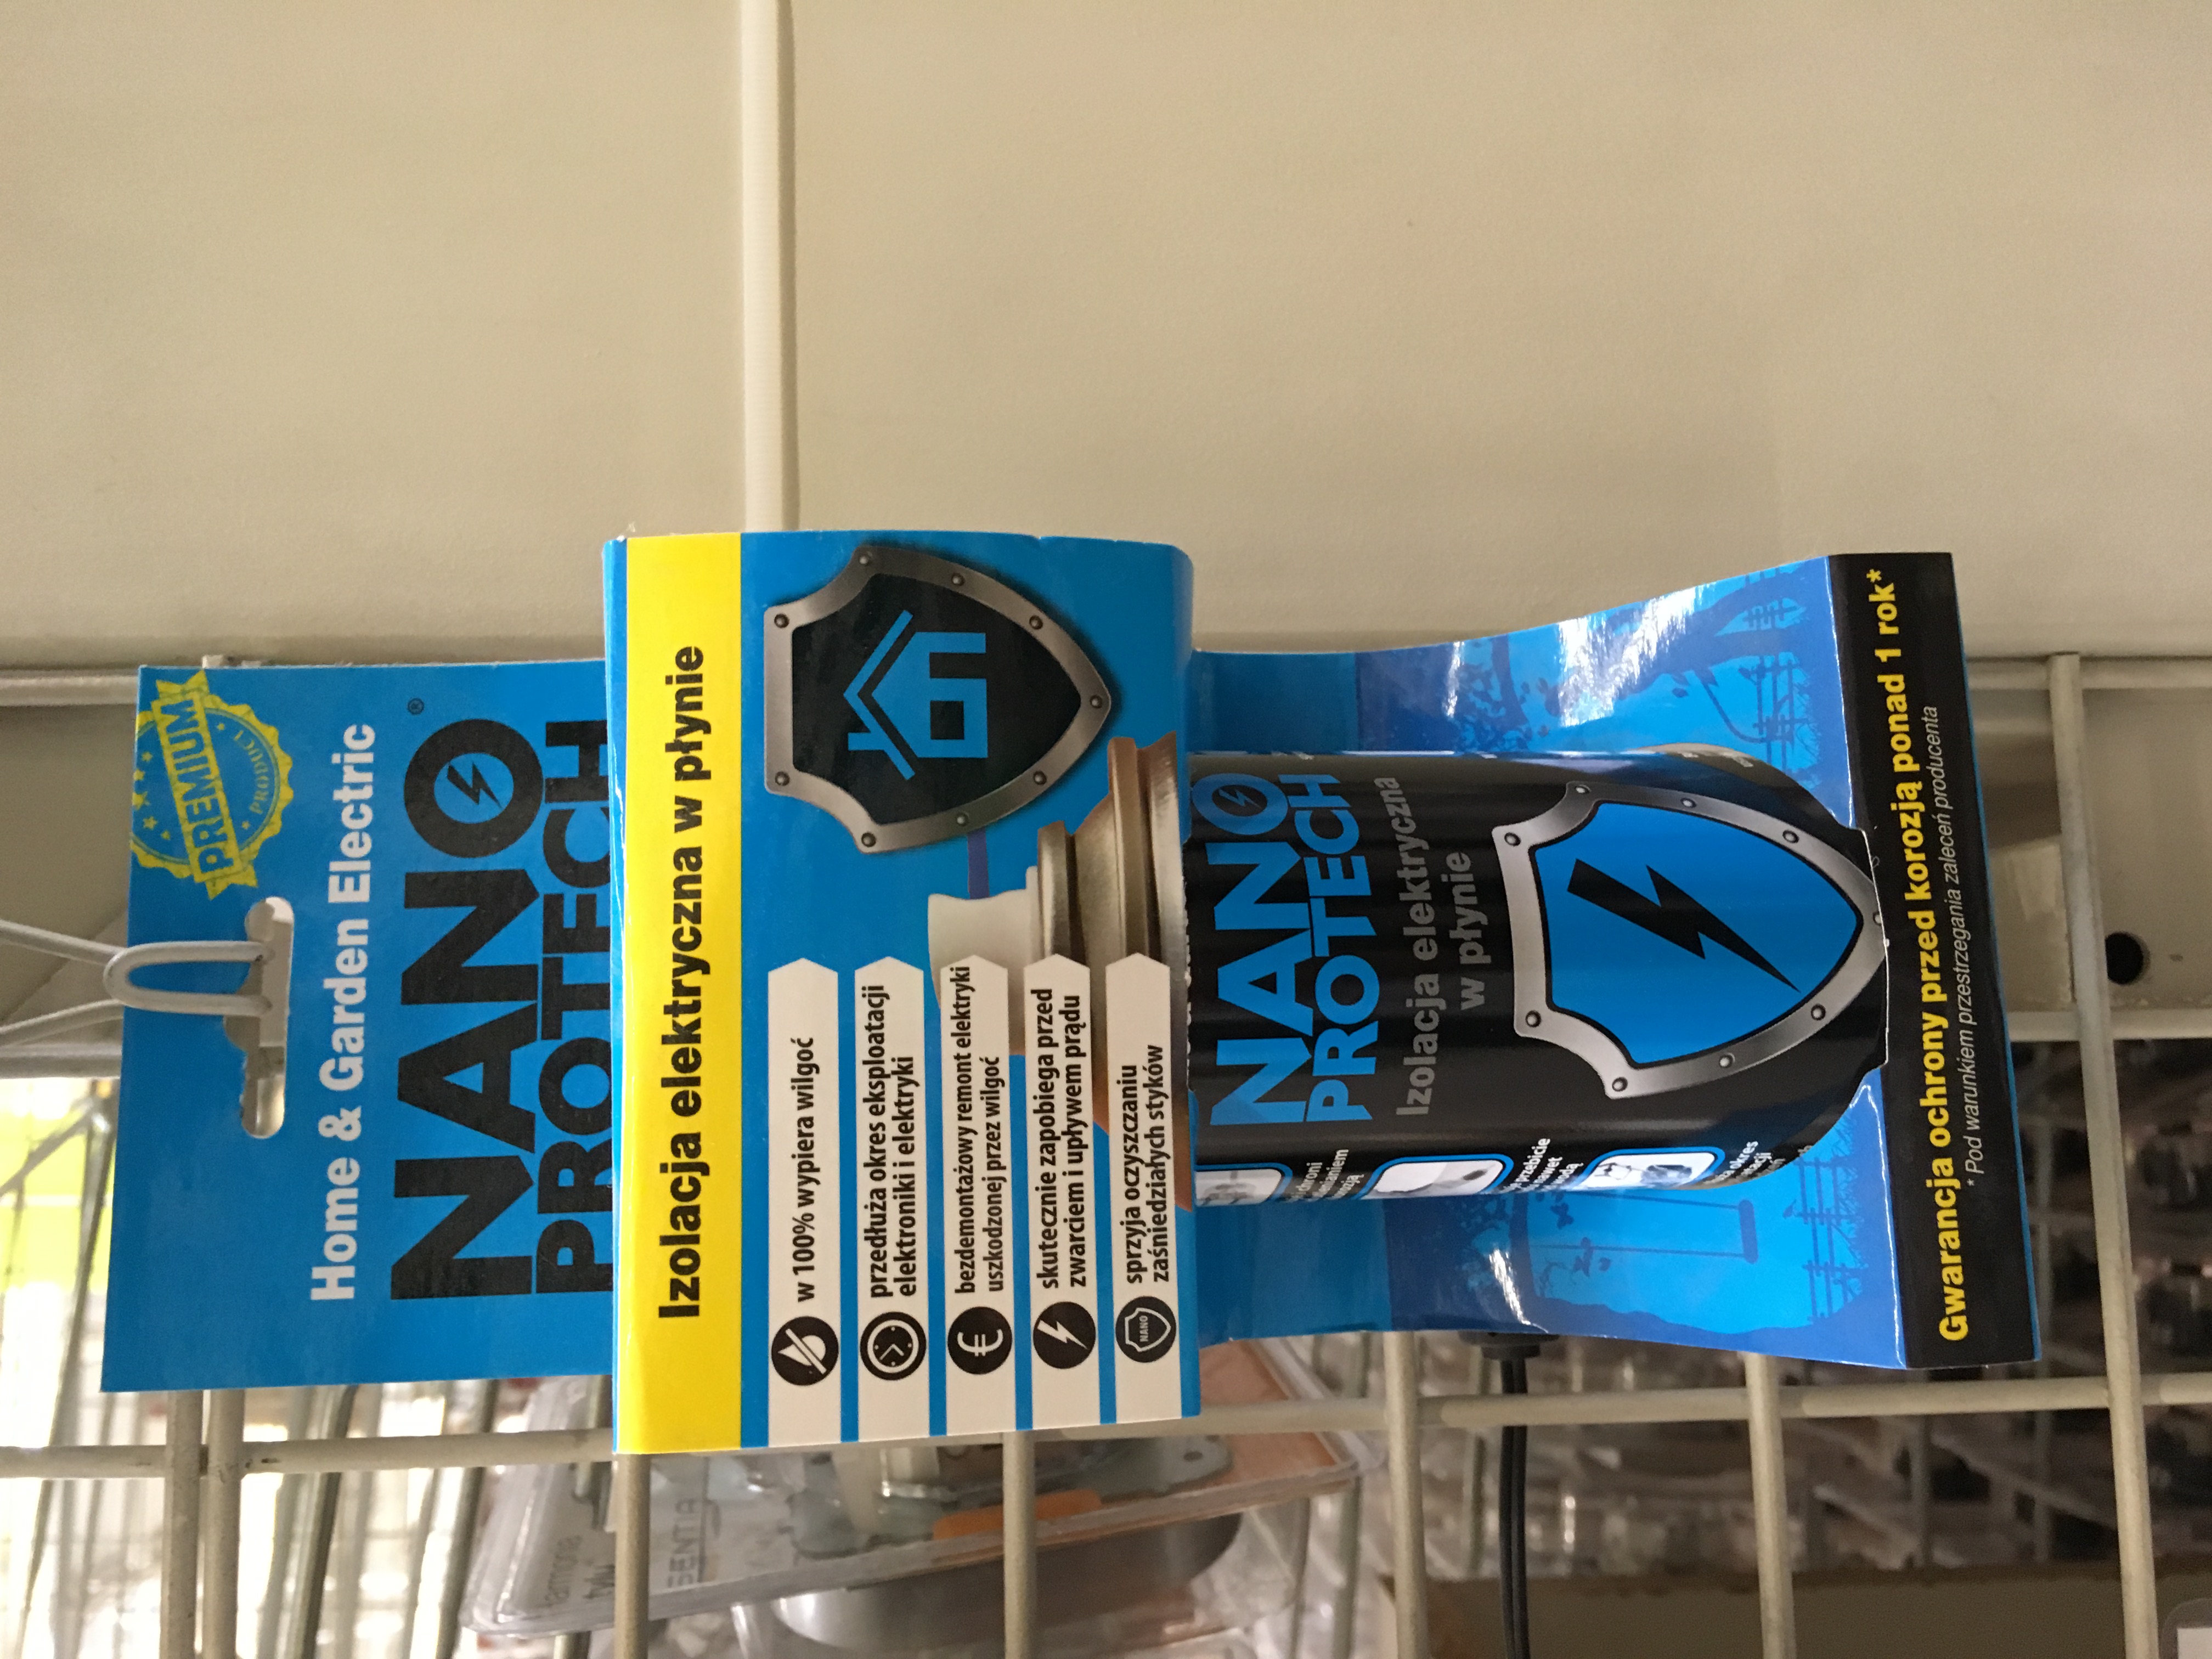 PREMIUM
PRODUCT
Home & Garden Electric
NANO®
PROTECH
Izolacja elektryczna w płynie
w 100% wypiera wilgoć
przedłuża okres eksploatacji
elektroniki i elektryki
bezdemontażowy remont elektryki
uszkodzonej przez wilgoć
skutecznie zapobiega przed
zwarciem i upływem prądu
NANO
sprzyja oczyszczaniu
zaśniedziałych styków
NANO
PROTECH
Izolacja elektryczna
w płynie
Gwarancja ochrony przed korozją ponad 1 rok*
* Pod warunkiem przestrzegania zaleceń producenta